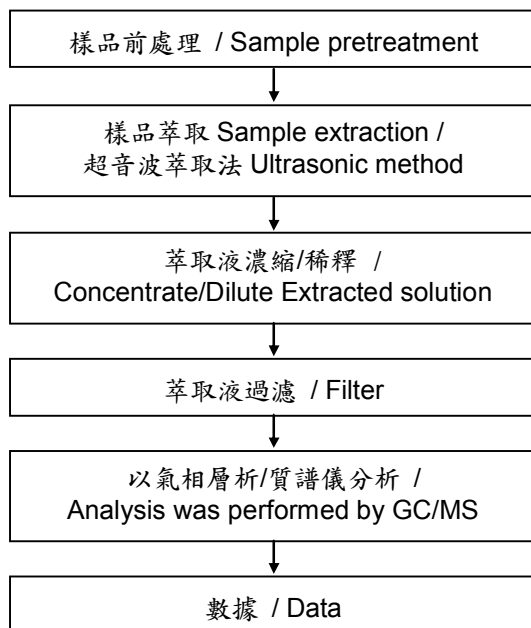 樣品前處理 / Sample pretreatment
樣品萃取 Sample extraction /
超音波萃取法 Ultrasonic method
萃取液濃縮/稀釋 /
Concentrate/Dilute Extracted solution
萃取液過濾 / Filter
以氣相層析/質譜儀分析 /
Analysis was performed by GC/MS
數據 / Data